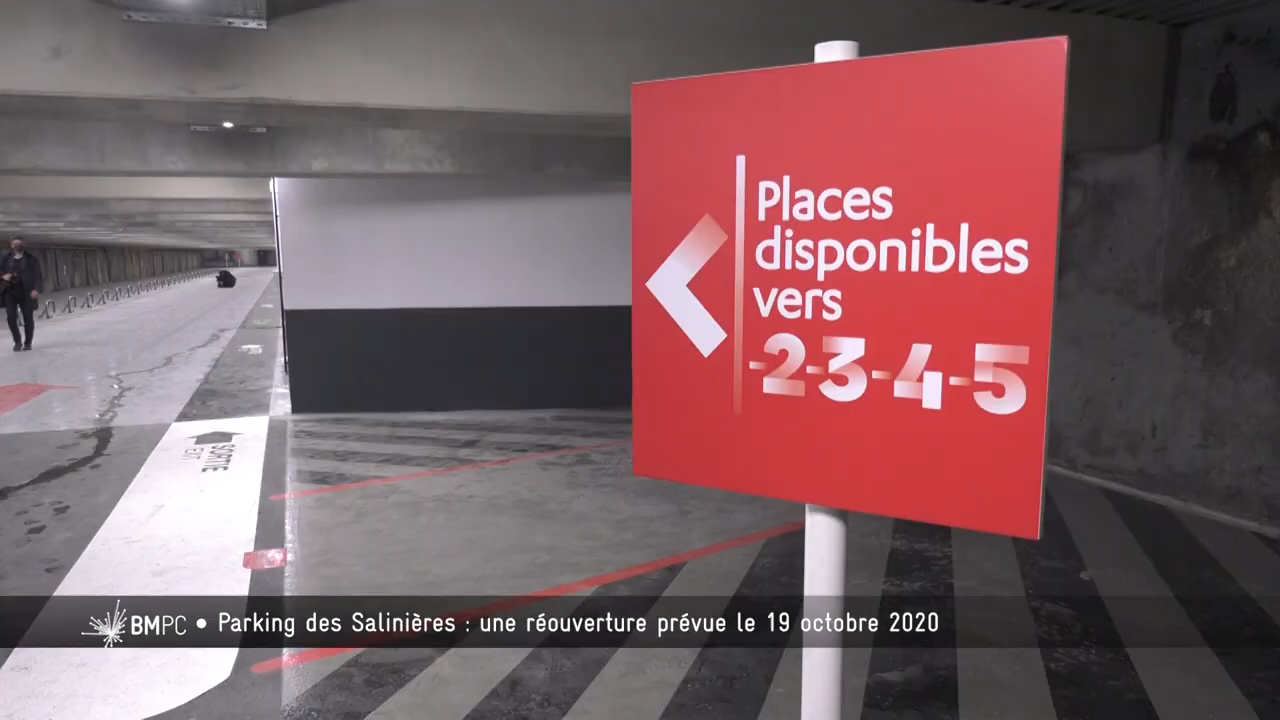 Places
disponibles
vers
-2-3-4-5
SORTIE
EXIT
BMPC • Parking des Salinières : une réouverture prévue le 19 octobre 2020